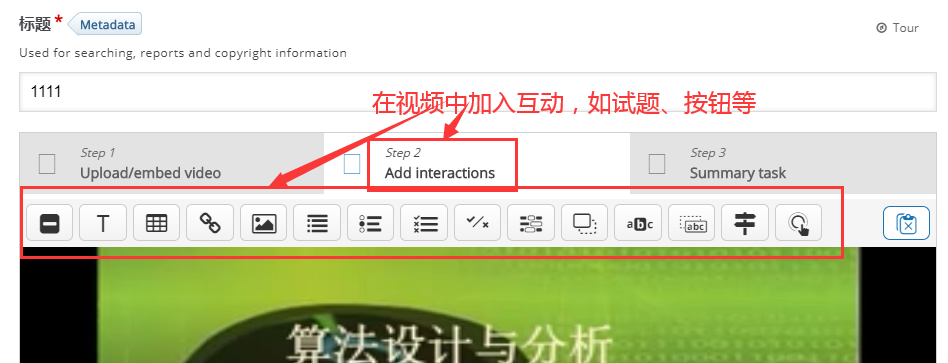 标题* Metadata
Tour
Used for searching, reports and copyright information
1111
在视频中加入互动，如试题、按钮等
Step 1
Upload/embed video
Step 2
Add interactions
Step 3
Summary task
T
abc
abc
算法设计与分析